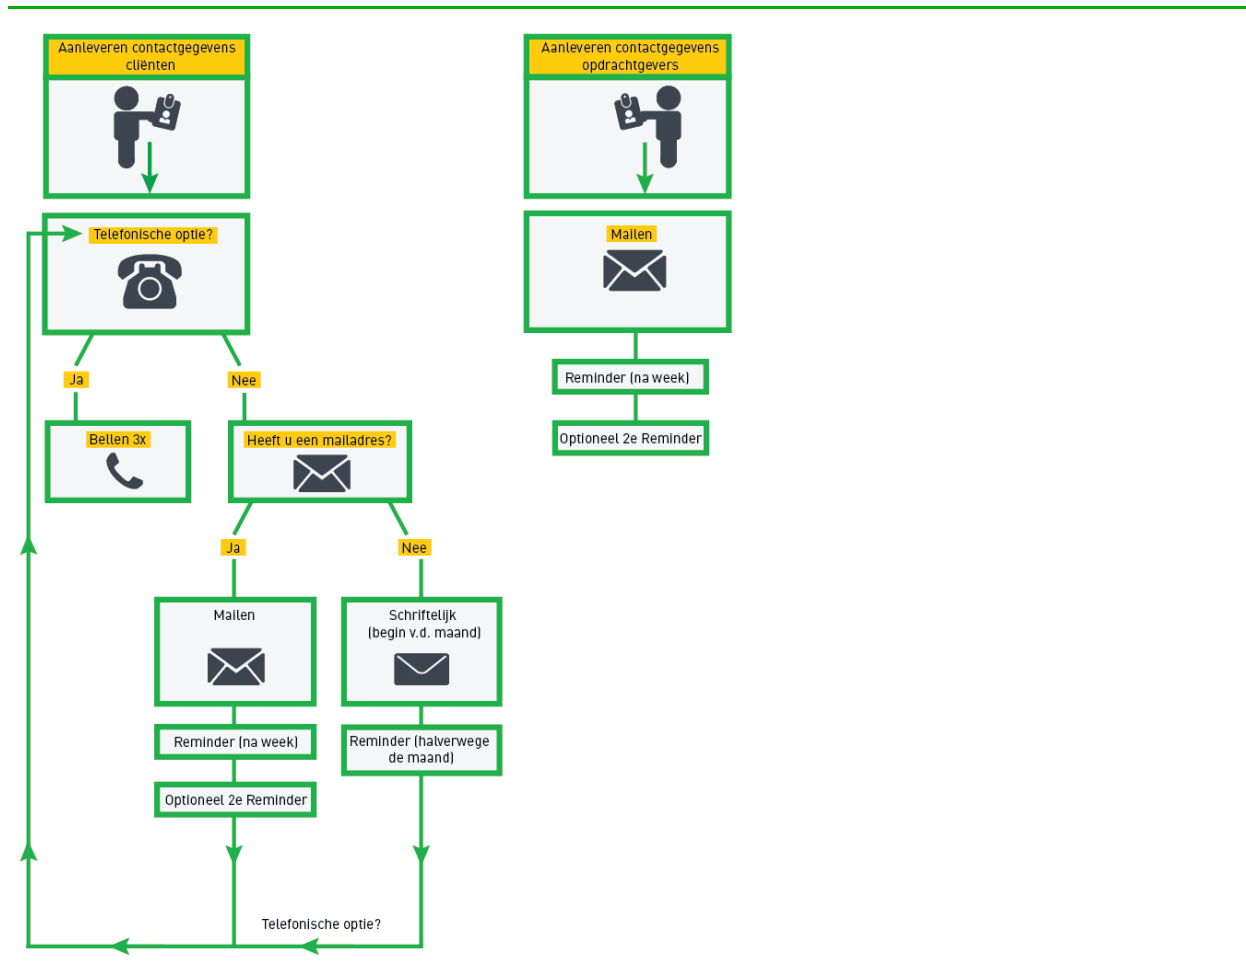 Aanleveren contactgegevens
cliënten
Telefonische optie?
Ja
Nee
Bellen 3x
Heeft u een mailadres?
Ja
Nee
Mailen
Schriftelijk
(begin v.d. maand)
Reminder (na week)
Reminder (halverwege
de maand)
Optioneel 2e Reminder
Telefonische optie?
Aanleveren contactgegevens
opdrachtgevers
Mailen
Reminder (na week)
Optioneel 2e Reminder